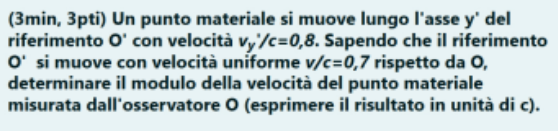 (3min, 3pti) Un punto materiale si muove lungo l'asse y' del
riferimento O' con velocità vy'/c=0,8. Sapendo che il riferimento
O' si muove con velocità uniforme v/c=0,7 rispetto da O,
determinare il modulo della velocità del punto materiale
misurata dall'osservatore O (esprimere il risultato in unità di c).